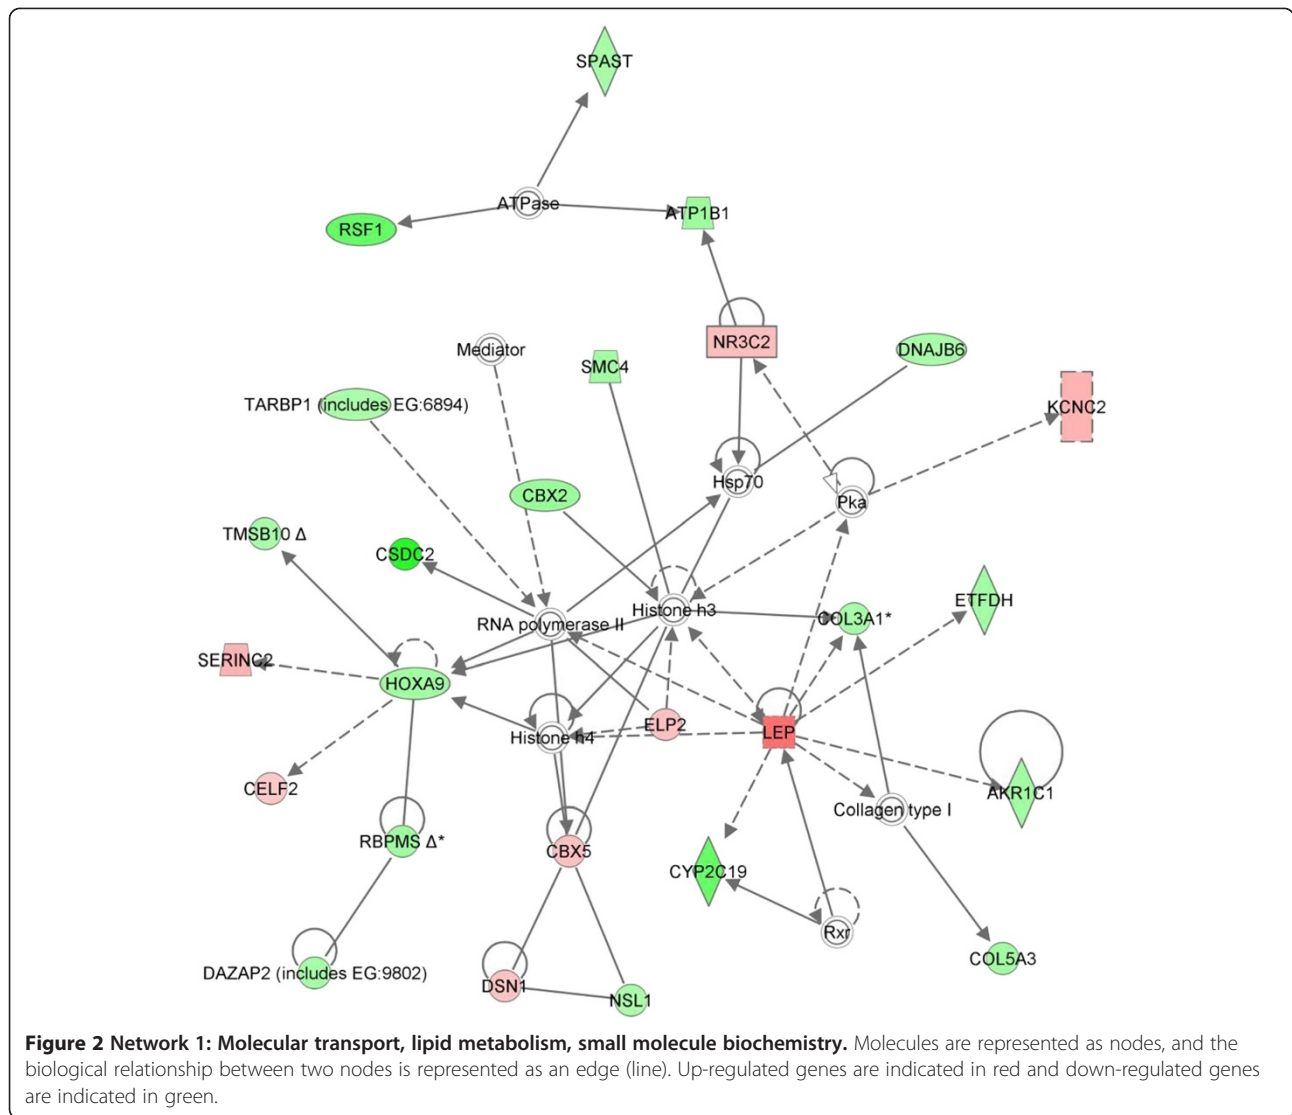 SPAST
ATPase
ATP1B1
RSF1
NR3C2
Mediator
DNAJB6
SMC4
TARBP1 (includes EG:6894)
KCNC2
Hsp70
CBX2
Pka
TMSB10 Δ
CSDC2
ETFDH
Histone h3
COL3A1*
RNA polymerase II
SERINC2
HOXA9
ELP2
LEP
Histone h4
CELF2
AKR1C1
Collagen type I
RBPMS Δ*
CBX5
CYP2C19
Rxr
COL5A3
DAZAP2 (includes EG:9802)
DSN1
NSL1
Figure 2 Network 1: Molecular transport, lipid metabolism, small molecule biochemistry. Molecules are represented as nodes, and the
biological relationship between two nodes is represented as an edge (line). Up-regulated genes are indicated in red and down-regulated genes
are indicated in green.